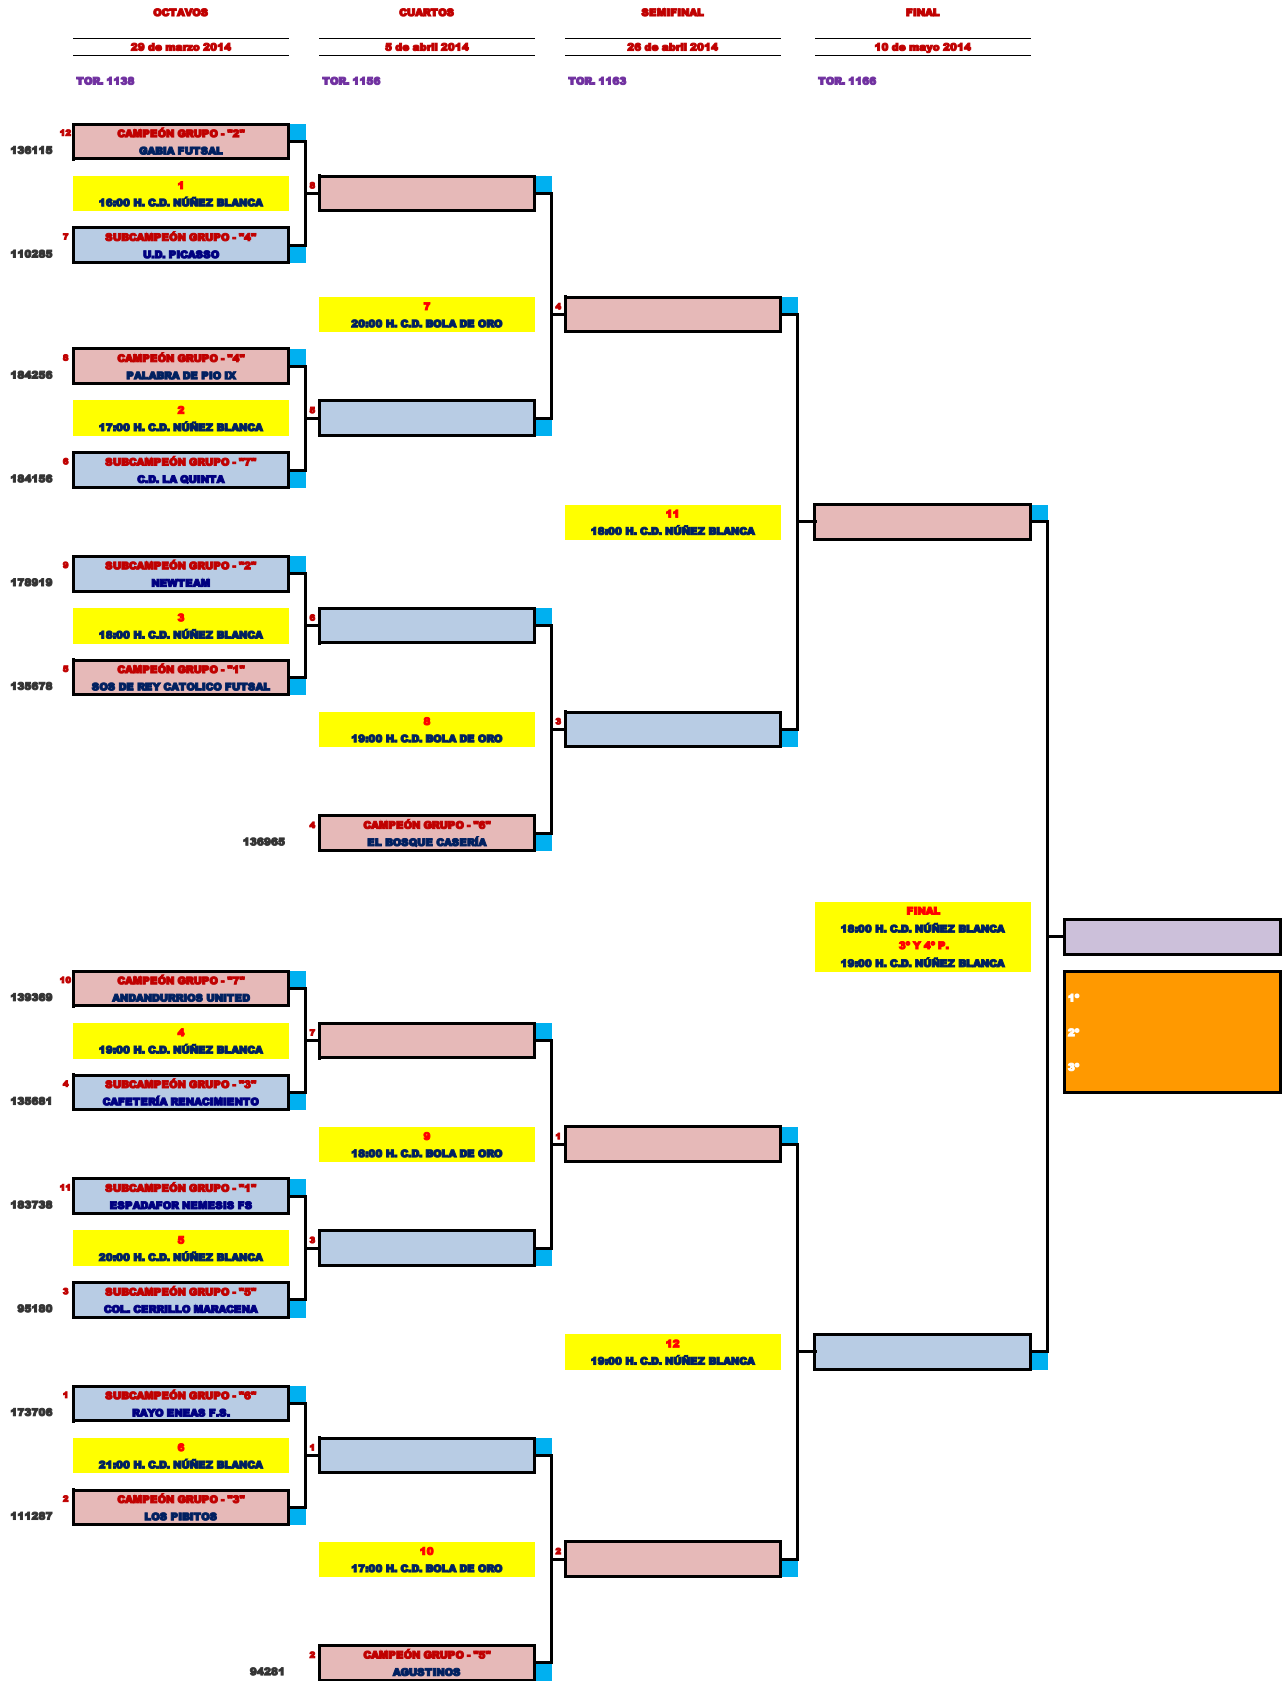 OCTAVOS CUARTOS SEMIFINAL FINAL
29 de marzo 2014 5 de abril 2014 26 de abril 2014 10 de mayo 2014
TOR. 1138 TOR. 1156 TOR. 1163 TOR. 1166
12 CAMPEÓN GRUPO - "2"
136115 GABIA FUTSAL
1 8
16:00 H. C.D. NÚÑEZ BLANCA
7 SUBCAMPEÓN GRUPO - "4"
110285 U.D. PICASSO
7 4
20:00 H. C.D. BOLA DE ORO
8 CAMPEÓN GRUPO - "4"
184256 PALABRA DE PIO IX
2 5
17:00 H. C.D. NÚÑEZ BLANCA
6 SUBCAMPEÓN GRUPO - "7"
184156 C.D. LA QUINTA
11
18:00 H. C.D. NÚÑEZ BLANCA
9 SUBCAMPEÓN GRUPO - "2"
178919 NEWTEAM
3 6
18:00 H. C.D. NÚÑEZ BLANCA
5 CAMPEÓN GRUPO - "1"
135678 SOS DE REY CATOLICO FUTSAL
8 3
19:00 H. C.D. BOLA DE ORO
4 CAMPEÓN GRUPO - "6"
136965 EL BOSQUE CASERÍA
FINAL
18:00 H. C.D. NÚÑEZ BLANCA
3º Y 4º P.
19:00 H. C.D. NÚÑEZ BLANCA
10 CAMPEÓN GRUPO - "7"
139369 ANDANDURRIOS UNITED
1º
4 7
2º
19:00 H. C.D. NÚÑEZ BLANCA
3º
4 SUBCAMPEÓN GRUPO - "3"
135681 CAFETERÍA RENACIMIENTO
9 1
18:00 H. C.D. BOLA DE ORO
11 SUBCAMPEÓN GRUPO - "1"
183738 ESPADAFOR NEMESIS FS
5 3
20:00 H. C.D. NÚÑEZ BLANCA
3 SUBCAMPEÓN GRUPO - "5"
95180 COL. CERRILLO MARACENA
12
19:00 H. C.D. NÚÑEZ BLANCA
1 SUBCAMPEÓN GRUPO - "6"
173706 RAYO ENEAS F.S.
6 1
21:00 H. C.D. NÚÑEZ BLANCA
2 CAMPEÓN GRUPO - "3"
111287 LOS PIBITOS
10 2
17:00 H. C.D. BOLA DE ORO
2 CAMPEÓN GRUPO - "5"
94281 AGUSTINOS